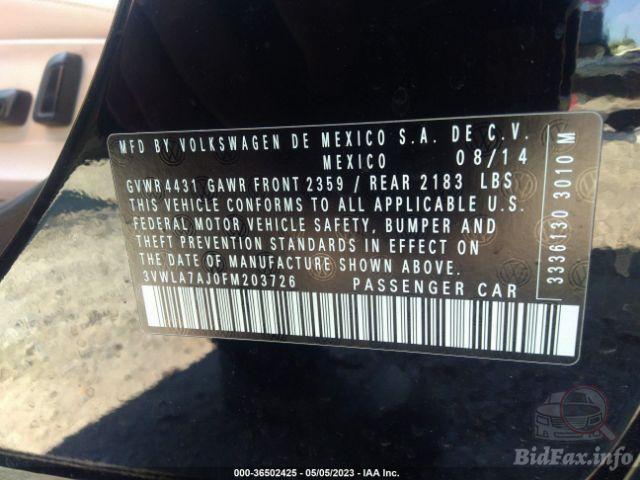 MFD BY VOLKSWAGEN DE MEXICO S.A. DE C.V.
MEXICO 08/14
GVWR 4431 GAWR FRONT 2359 / REAR 2183 LBS
THIS VEHICLE CONFORMS TO ALL APPLICABLE U.S.
FEDERAL MOTOR VEHICLE SAFETY, BUMPER AND
THEFT PREVENTION STANDARDS IN EFFECT ON
THE DATE OF MANUFACTURE SHOWN ABOVE.
3VWLA7AJ0FM203726 PASSENGER CAR
3336130 3010 M
000-36502425 - 05/05/2023 - IAA Inc.
BidFax.info